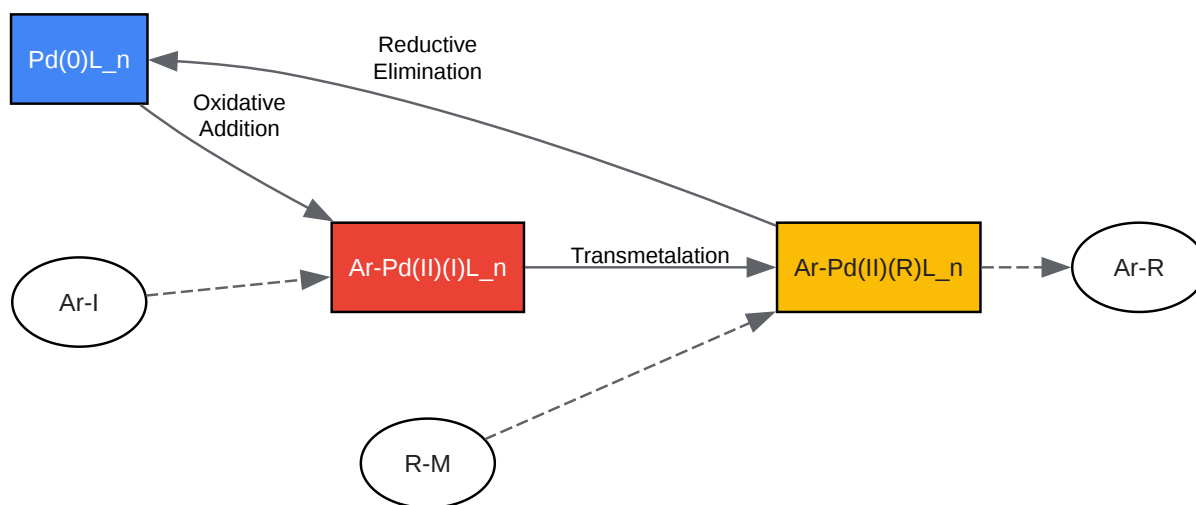 Pd(0)L_n
Reductive
Elimination
Oxidative
Addition
Ar-Pd(II)(I)L_n
Transmetalation
Ar-Pd(II)(R)L_n
Ar-R
Ar-I
R-M